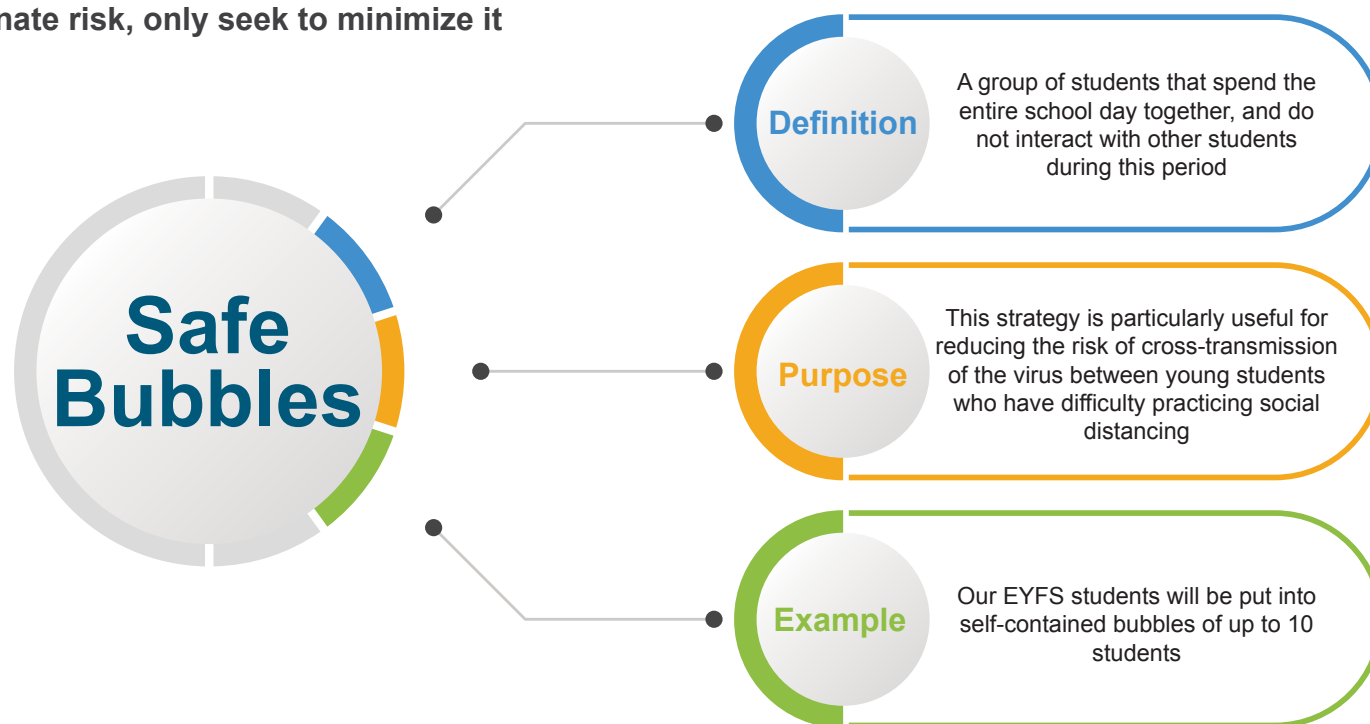 nate risk, only seek to minimize it
Safe
Bubbles
Definition
A group of students that spend the
entire school day together, and do
not interact with other students
during this period
Purpose
This strategy is particularly useful for
reducing the risk of cross-transmission
of the virus between young students
who have difficulty practicing social
distancing
Example
Our EYFS students will be put into
self-contained bubbles of up to 10
students